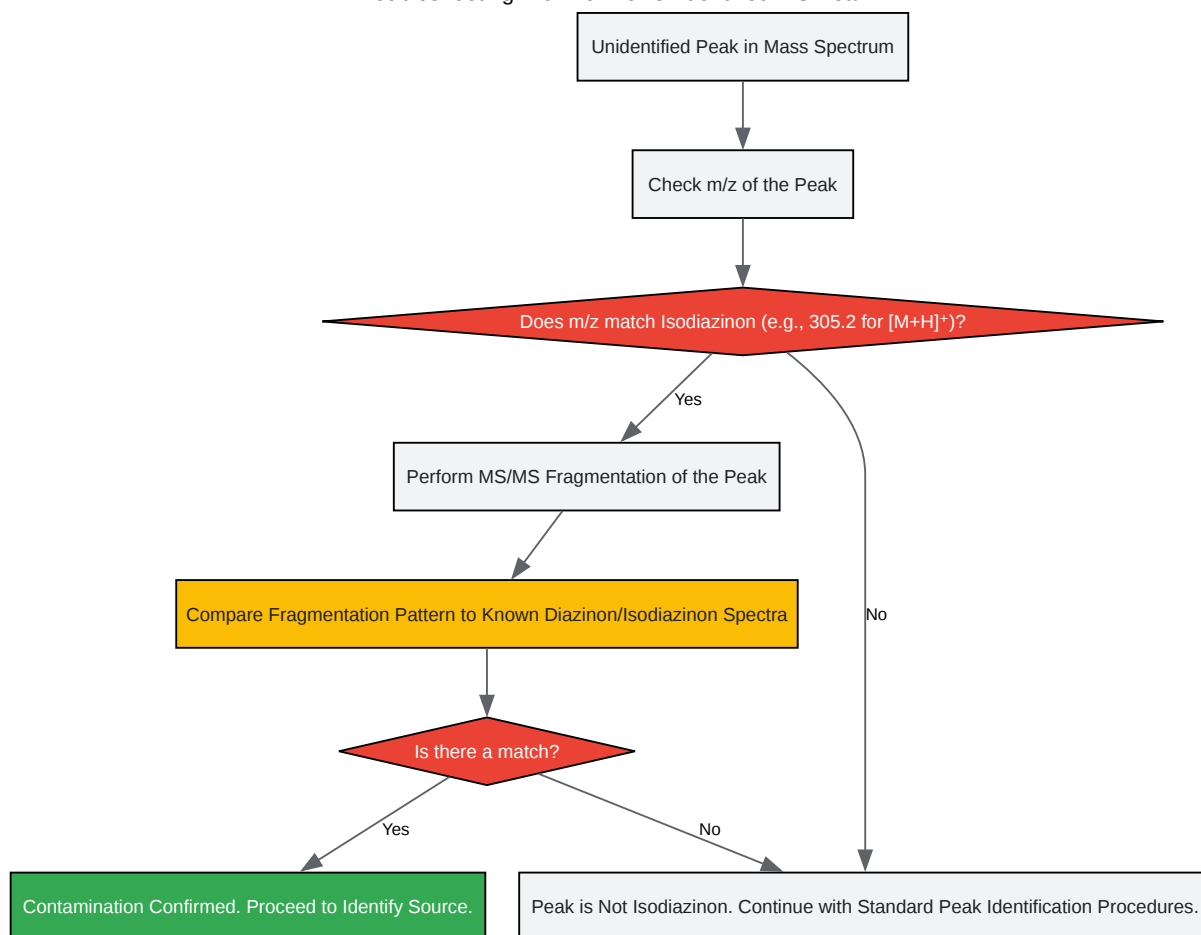 Unidentified Peak in Mass Spectrum
Check m/z of the Peak
Does m/z match Isodiazinon (e.g., 305.2 for [M+H]⁺)?
Yes
Perform MS/MS Fragmentation of the Peak
Compare Fragmentation Pattern to Known Diazinon/Isodiazinon Spectra
No
Is there a match?
Yes
No
Contamination Confirmed. Proceed to Identify Source.
Peak is Not Isodiazinon. Continue with Standard Peak Identification Procedures.